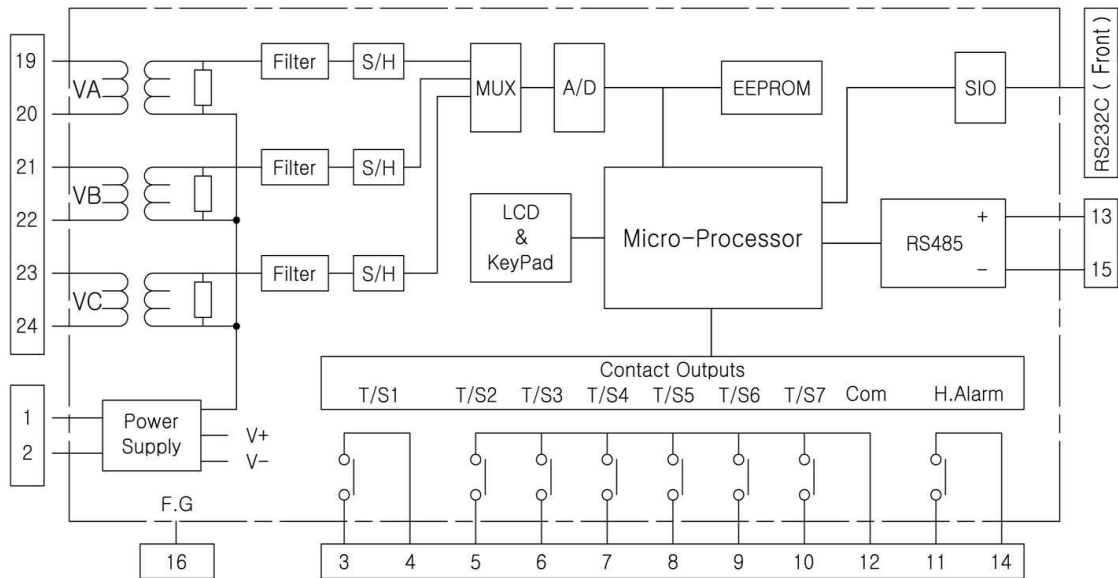 19
VA
20
21
VB
22
23
VC
24
Filter
S/H
Filter
S/H
Filter
S/H
MUX
A/D
EEPROM
SIO
RS232C ( Front )
LCD
&
KeyPad
Micro-Processor
RS485
+
−
13
15
Contact Outputs
T/S1 T/S2 T/S3 T/S4 T/S5 T/S6 T/S7 Com H.Alarm
1
2
Power
Supply
V+
V-
F.G
16
3 4 5 6 7 8 9 10 12 11 14